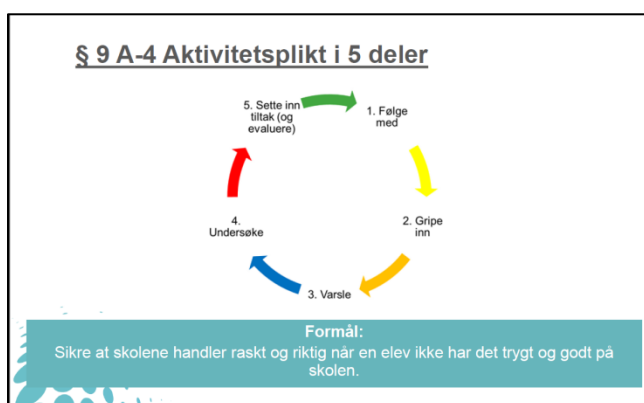 § 9 A-4 Aktivitetsplikt i 5 deler
1. Følge
med
2. Gripe
inn
3. Varsle
4.
Undersøke
5. Sette inn
tiltak (og
evaluere)
Formål:
Sikre at skolene handler raskt og riktig når en elev ikke har det trygt og godt på
skolen.